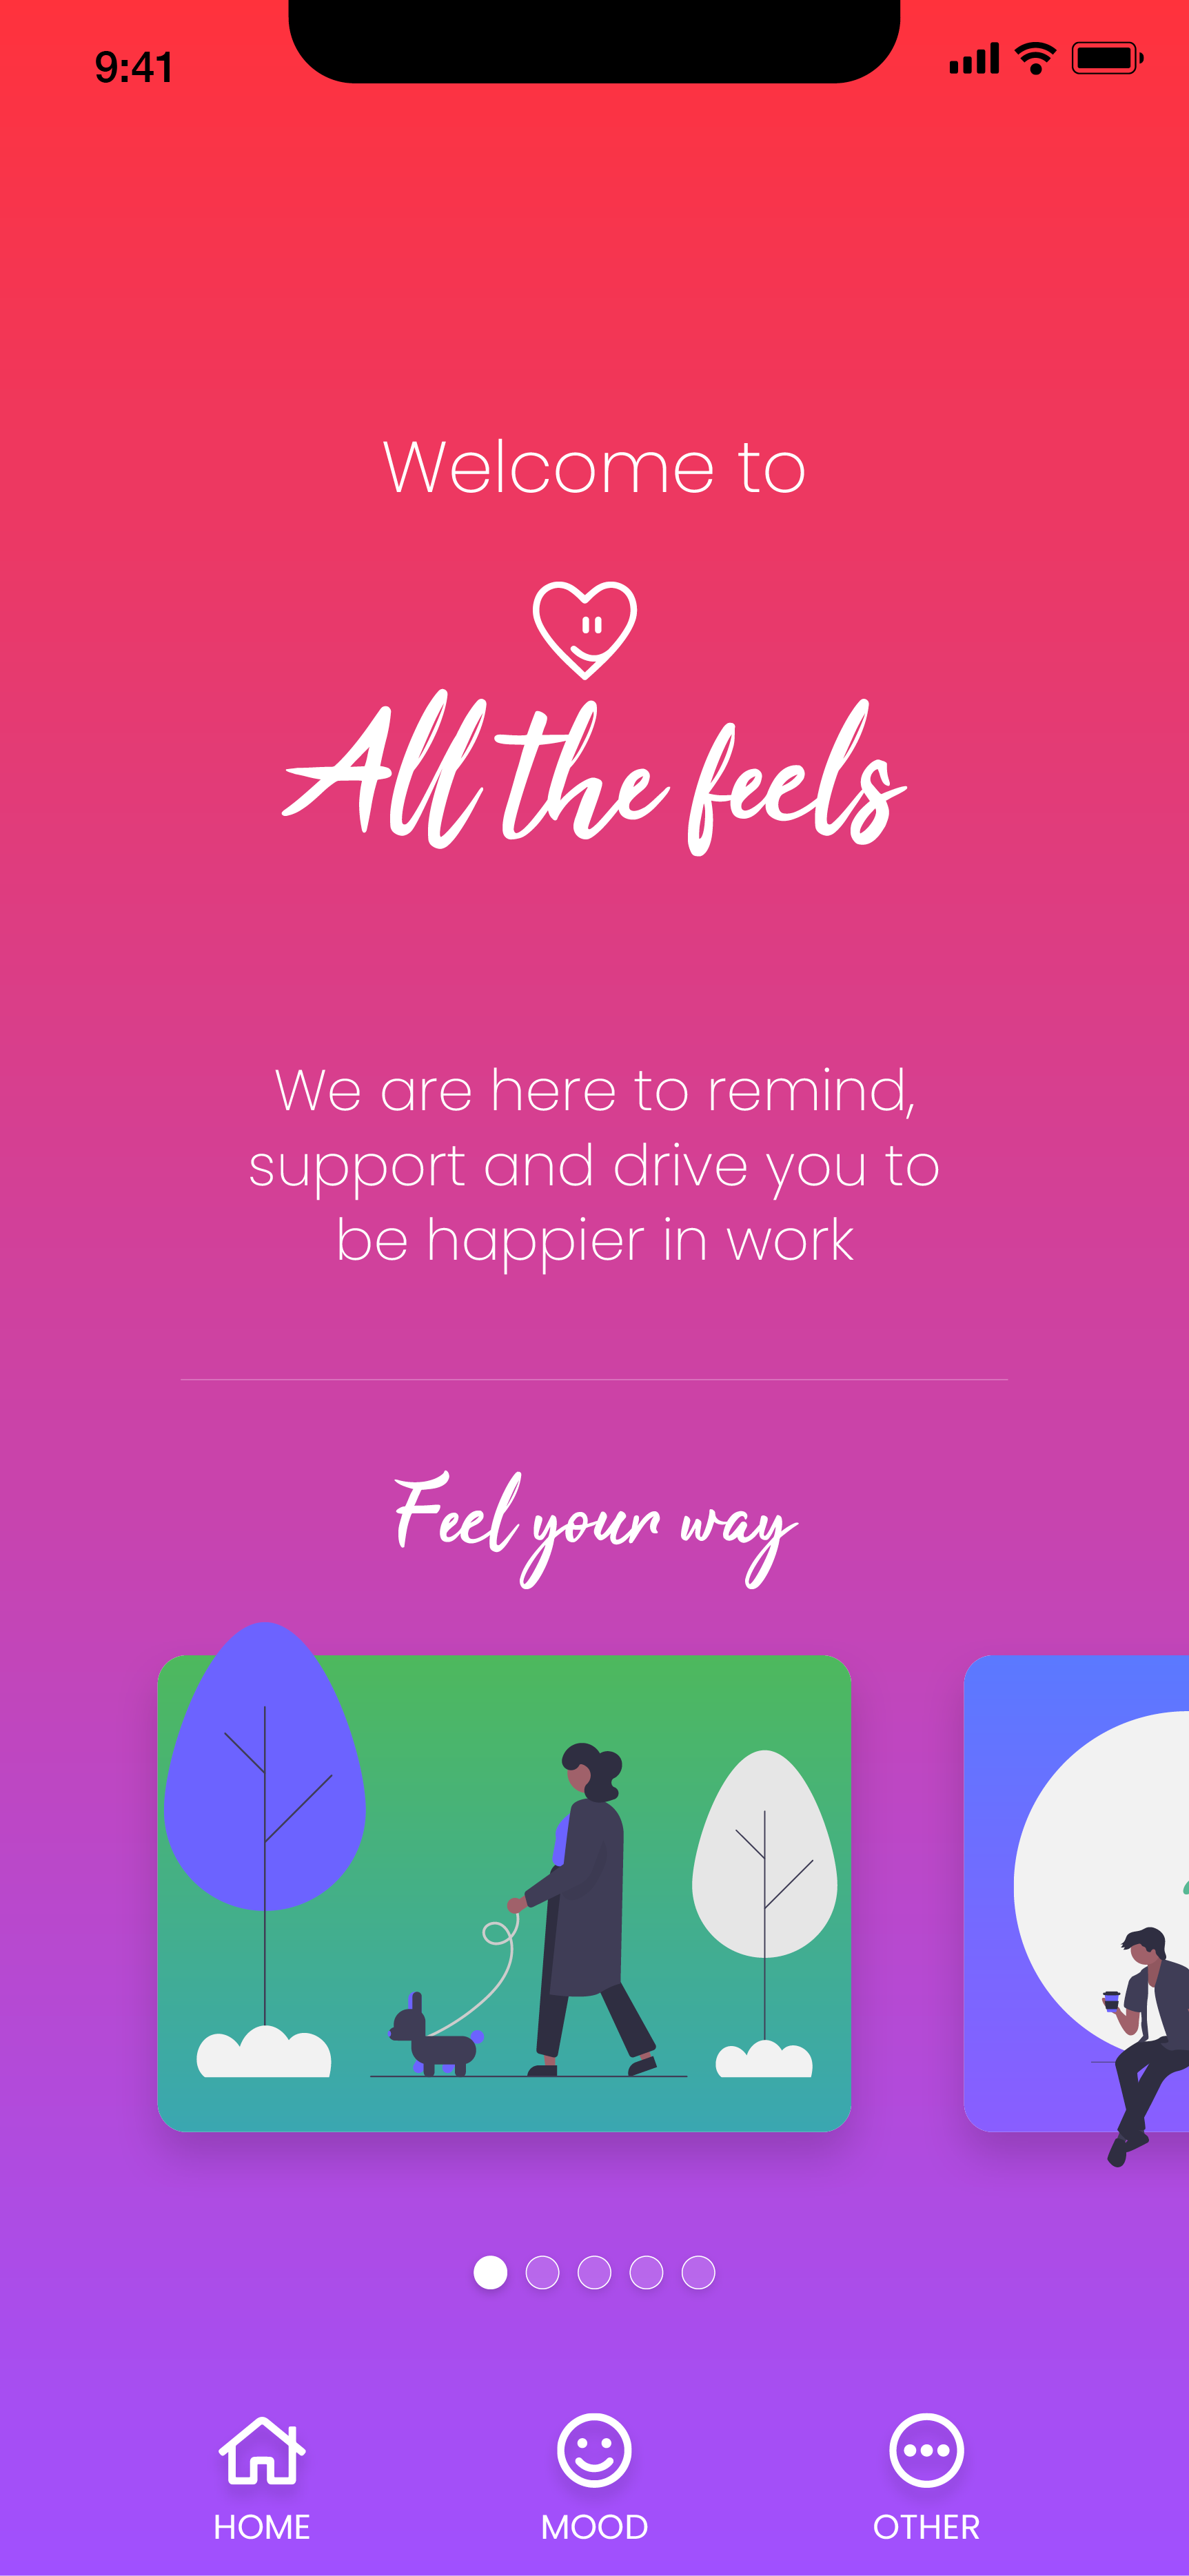 9:41
Welcome to
All the feels
We are here to remind,
support and drive you to
be happier in work
Feel your way
HOME
MOOD
OTHER